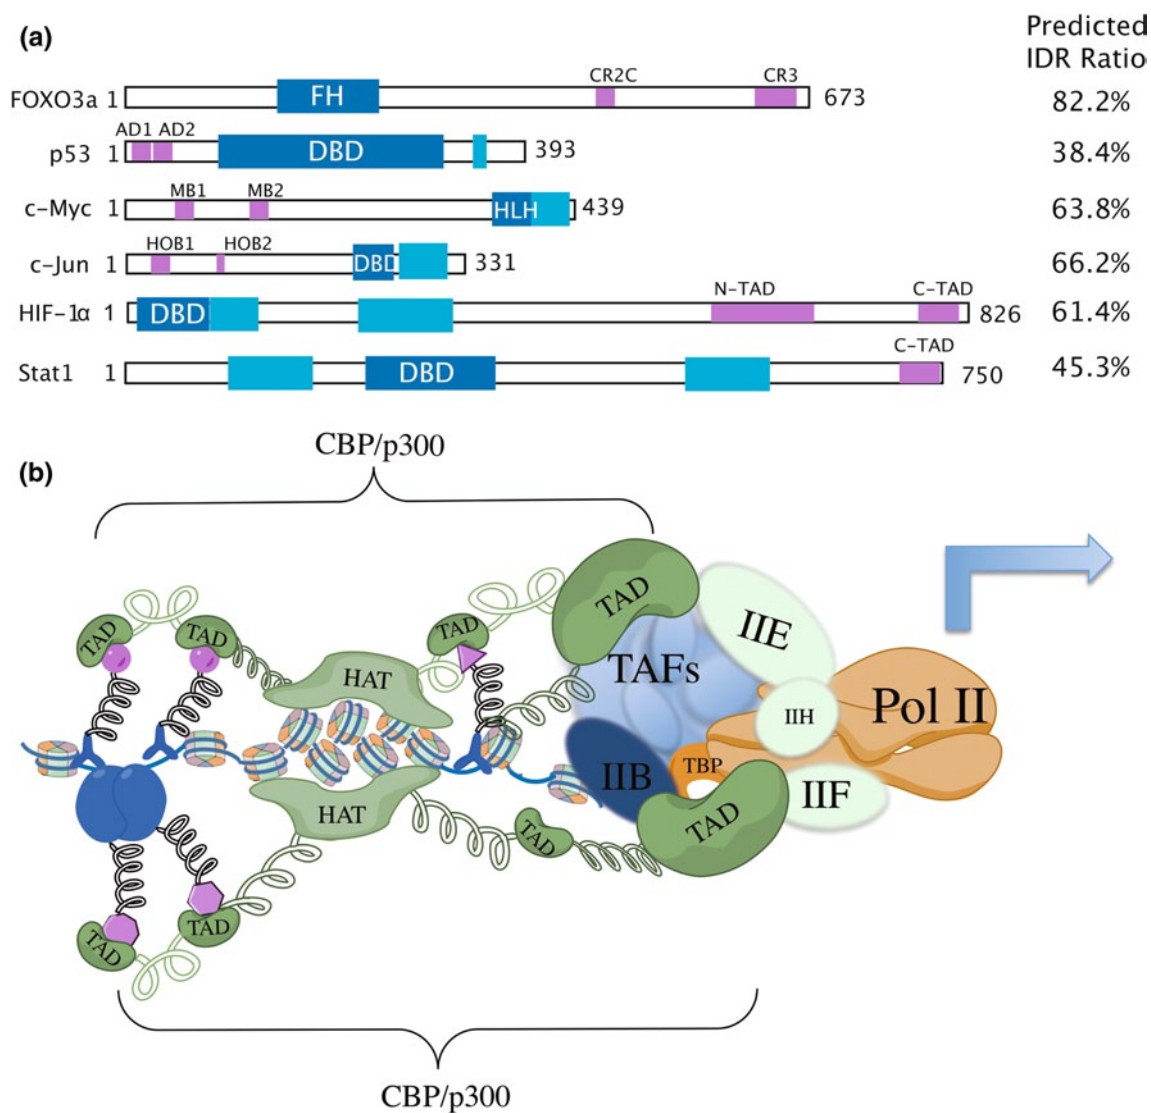 (a)
Predicted
IDR Ratio
FOXO3a 1 FH CR2C CR3 673 82.2%
p53 1 AD1 AD2 DBD 393 38.4%
c-Myc 1 MB1 MB2 HLH 439 63.8%
c-Jun 1 HOB1 HOB2 DBD 331 66.2%
HIF-1α 1 DBD N-TAD C-TAD 826 61.4%
Stat1 1 DBD C-TAD 750 45.3%
(b)
CBP/p300
TAD
TAD
HAT
TAD
TAD
TAFs
IIE
IIH
Pol II
IIB
TBP
IIF
HAT
TAD
TAD
TAD
TAD
CBP/p300